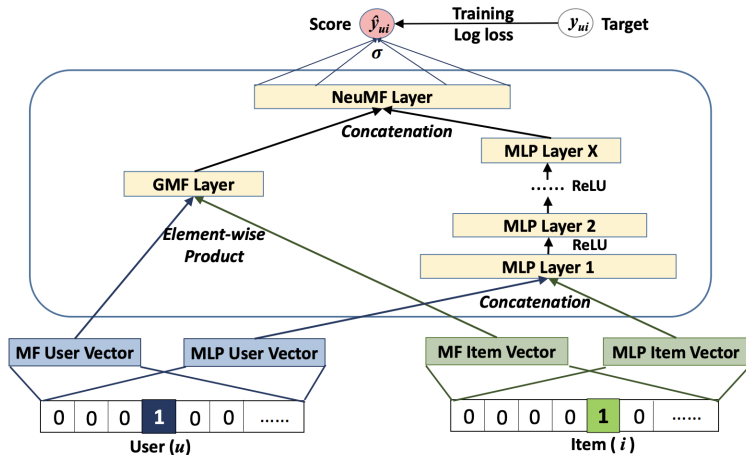 Score ŷui Training yui Target
Log loss
σ
NeuMF Layer
Concatenation
MLP Layer X
GMF Layer
...... ReLU
Element-wise
Product
MLP Layer 2
ReLU
MLP Layer 1
Concatenation
MF User Vector MLP User Vector MF Item Vector MLP Item Vector
0 0 0 1 0 0 ...... 0 0 0 0 1 0 ......
User (u) Item ( i )